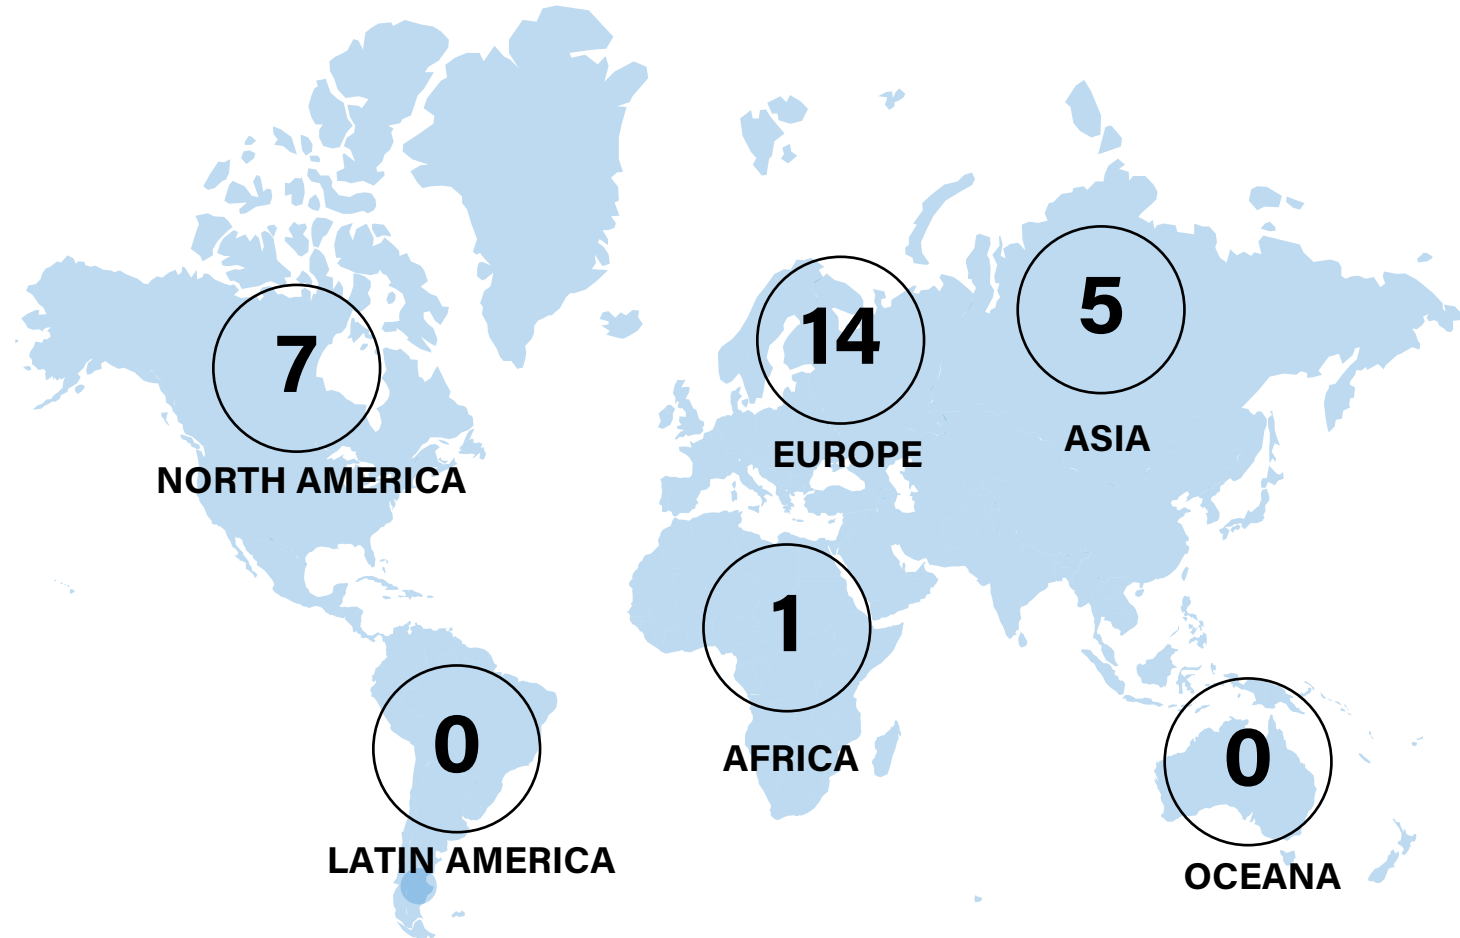 7
NORTH AMERICA
14
EUROPE
5
ASIA
1
AFRICA
0
LATIN AMERICA
0
OCEANA